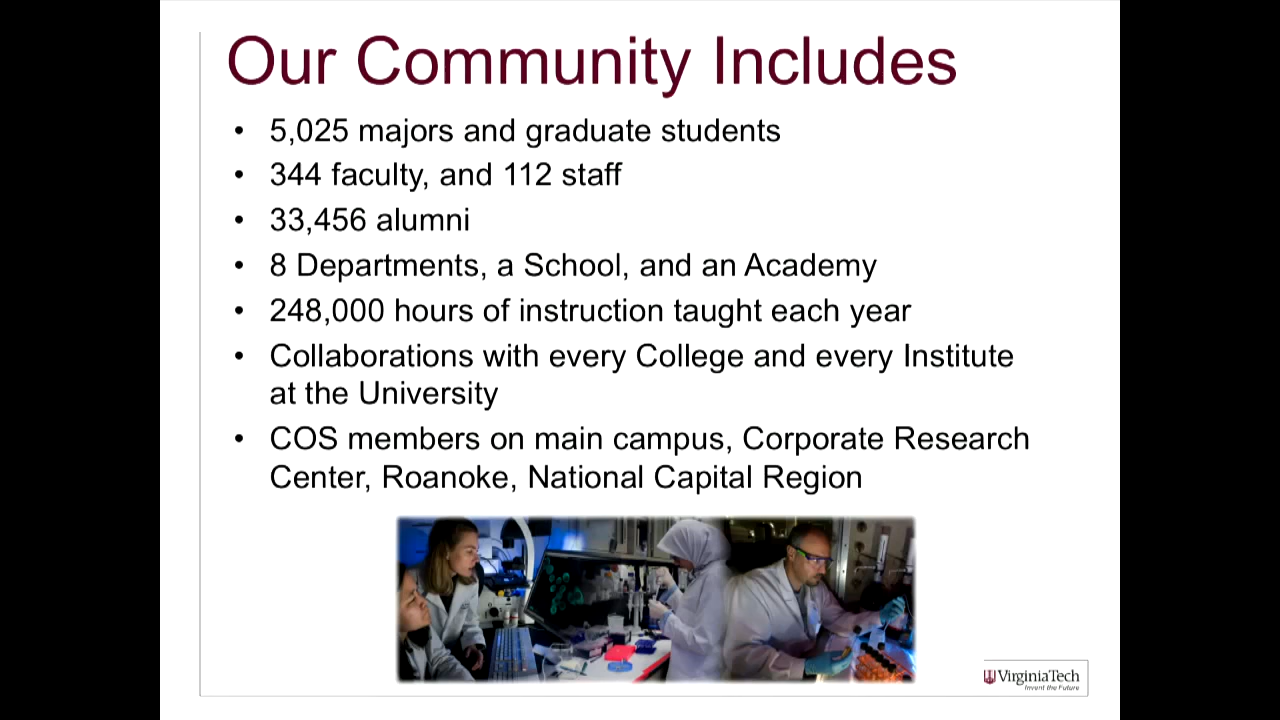 Our Community Includes
• 5,025 majors and graduate students
• 344 faculty, and 112 staff
• 33,456 alumni
• 8 Departments, a School, and an Academy
• 248,000 hours of instruction taught each year
• Collaborations with every College and every Institute
at the University
• COS members on main campus, Corporate Research
Center, Roanoke, National Capital Region
VirginiaTech
Invent the Future